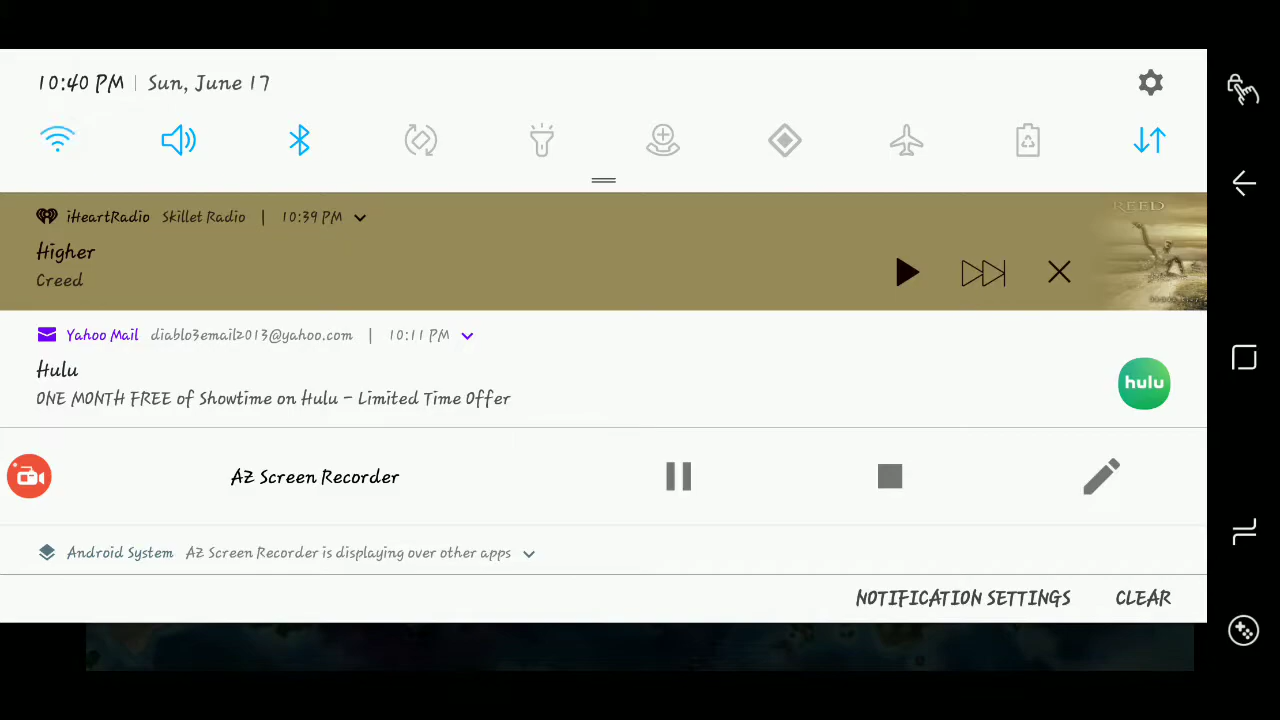 10:40 PM | Sun, June 17
iHeartRadio Skillet Radio | 10:39 PM
Higher
Creed
REED
Yahoo Mail diablo3email2013@yahoo.com | 10:11 PM
Hulu
ONE MONTH FREE of Showtime on Hulu - Limited Time Offer
hulu
AZ Screen Recorder
Android System AZ Screen Recorder is displaying over other apps
NOTIFICATION SETTINGS CLEAR